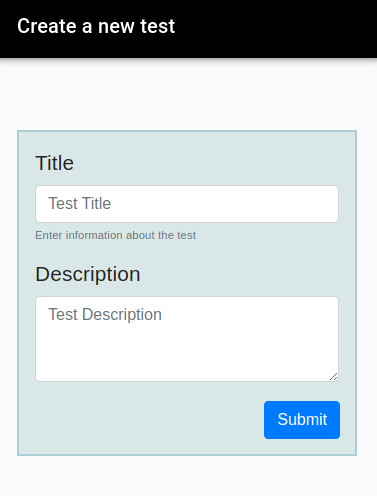 Create a new test
Title
Test Title
Enter information about the test
Description
Test Description
Submit